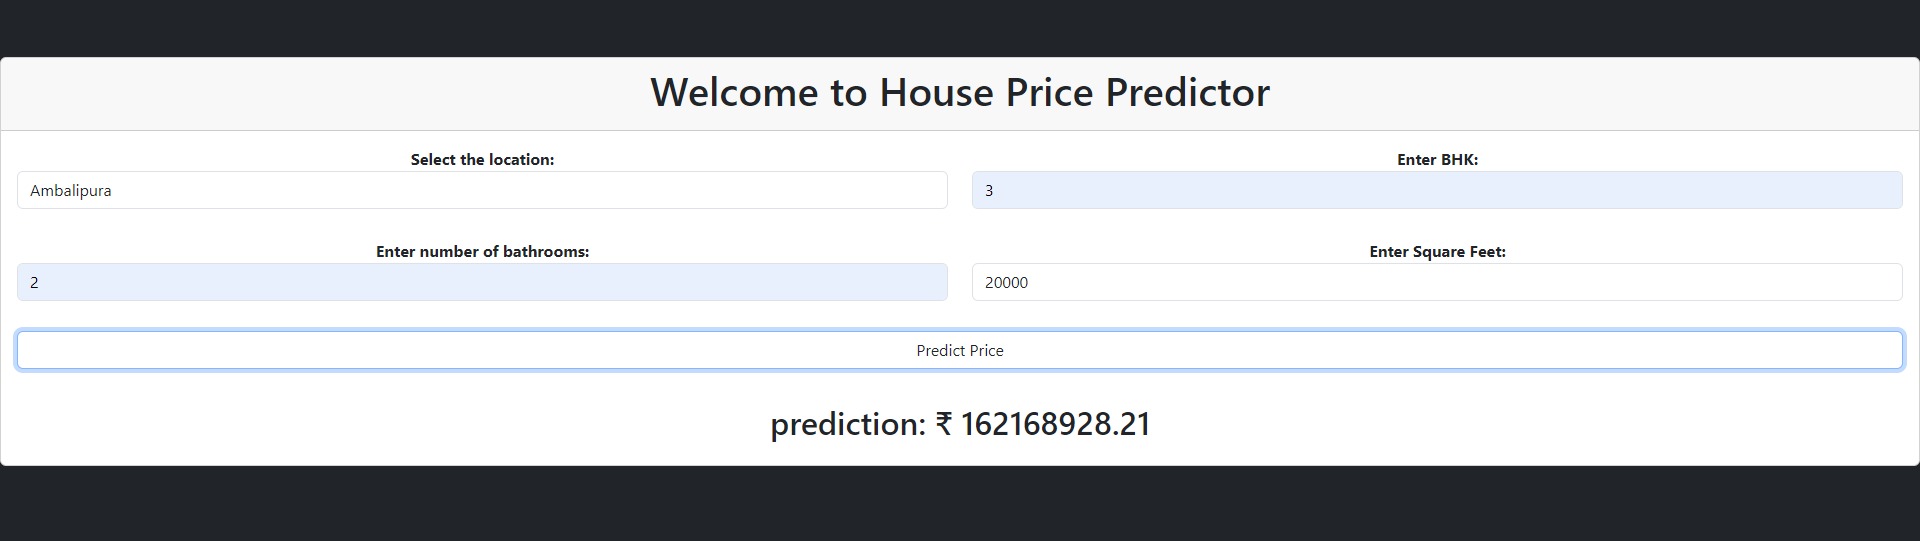 Welcome to House Price Predictor
Select the location:
Ambalipura
Enter BHK:
3
Enter number of bathrooms:
2
Enter Square Feet:
20000
Predict Price
prediction: ₹ 162168928.21